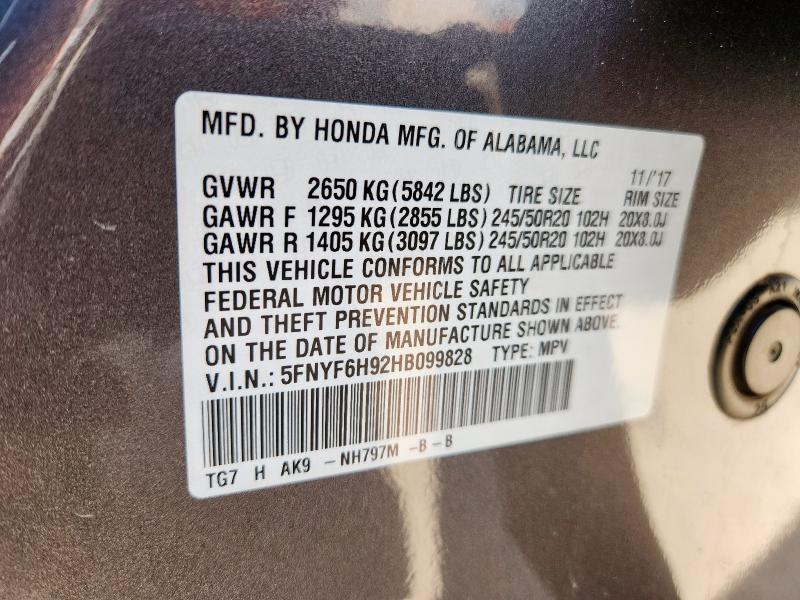 MFD. BY HONDA MFG. OF ALABAMA, LLC
11/'17
GVWR 2650 KG (5842 LBS) TIRE SIZE RIM SIZE
GAWR F 1295 KG (2855 LBS) 245/50R20 102H 20X8.0J
GAWR R 1405 KG (3097 LBS) 245/50R20 102H 20X8.0J
THIS VEHICLE CONFORMS TO ALL APPLICABLE
FEDERAL MOTOR VEHICLE SAFETY
AND THEFT PREVENTION STANDARDS IN EFFECT
ON THE DATE OF MANUFACTURE SHOWN ABOVE.
V.I.N.: 5FNYF6H92HB099828 TYPE: MPV
TG7 H AK9 - NH797M - B - B